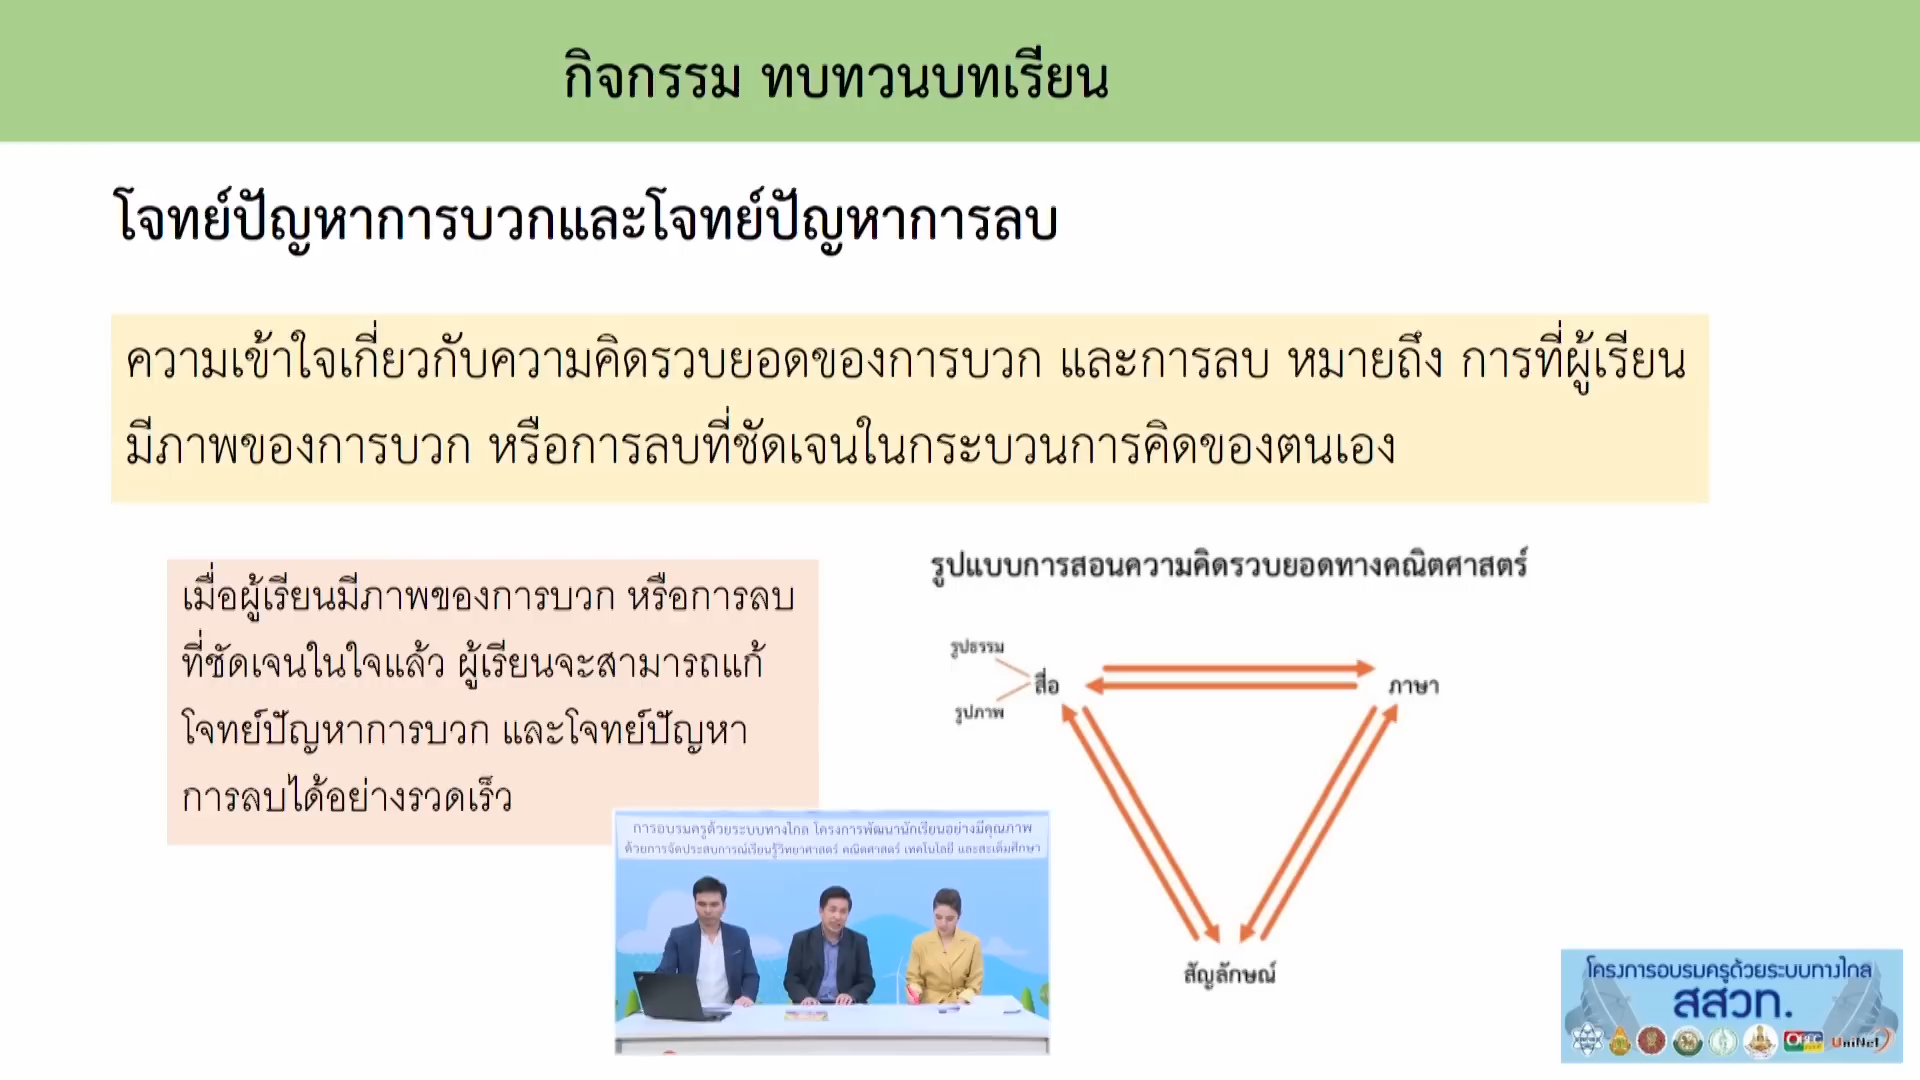 กิจกรรม ทบทวนบทเรียน
โจทย์ปัญหาการบวกและโจทย์ปัญหาการลบ
ความเข้าใจเกี่ยวกับความคิดรวบยอดของการบวก และการลบ หมายถึง การที่ผู้เรียน
มีภาพของการบวก หรือการลบที่ชัดเจนในกระบวนการคิดของตนเอง
เมื่อผู้เรียนมีภาพของการบวก หรือการลบ
ที่ชัดเจนในใจแล้ว ผู้เรียนจะสามารถแก้
โจทย์ปัญหาการบวก และโจทย์ปัญหา
การลบได้อย่างรวดเร็ว
รูปแบบการสอนความคิดรวบยอดทางคณิตศาสตร์
รูปธรรม
สื่อ
ภาษา
รูปภาพ
สัญลักษณ์
การอบรมครูด้วยระบบทางไกล โครงการพัฒนานักเรียนอย่างมีคุณภาพ
ด้วยการจัดประสบการณ์เรียนรู้วิทยาศาสตร์ คณิตศาสตร์ เทคโนโลยี และสะเต็มศึกษา
โครงการอบรมครูด้วยระบบทางไกล
สสวท.
UniNet